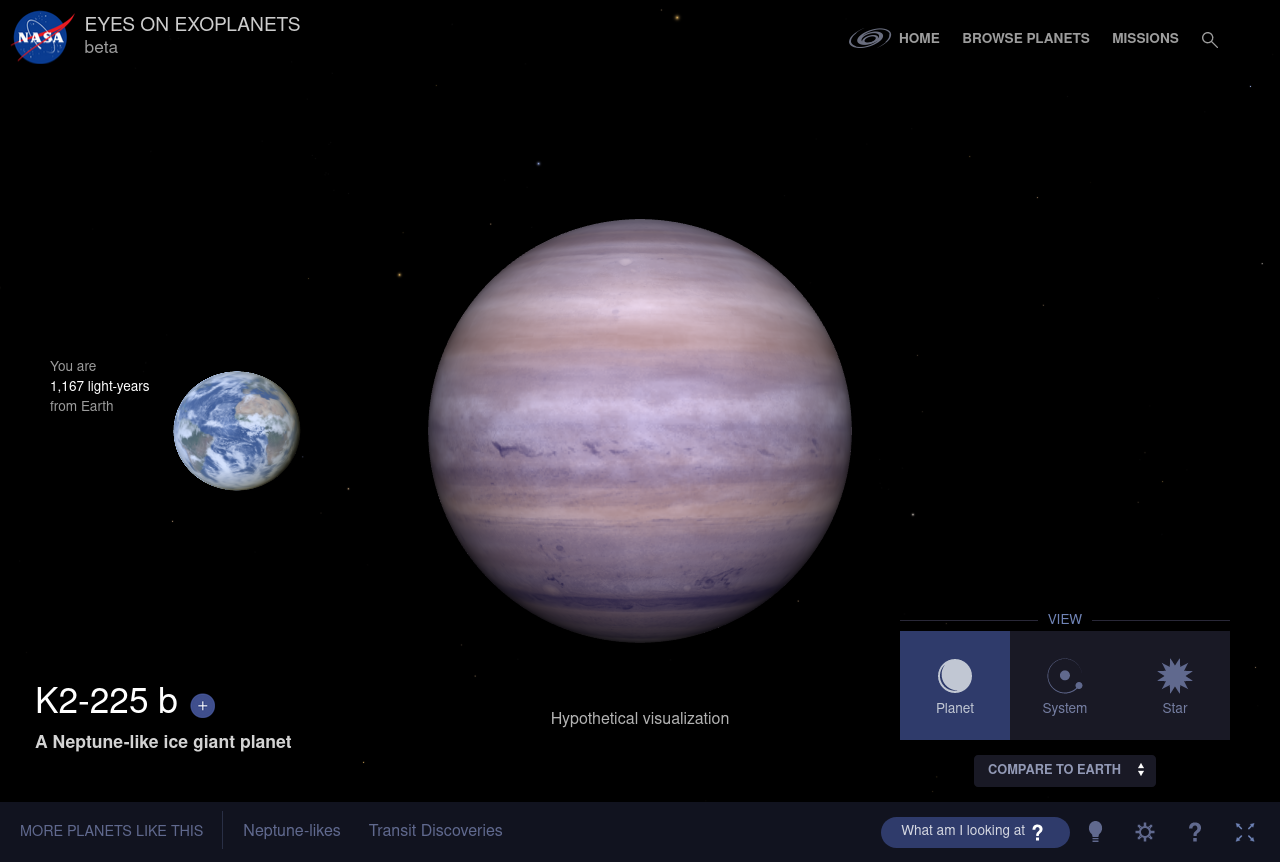 NASA
EYES ON EXOPLANETS
beta
HOME
BROWSE PLANETS
MISSIONS
You are
1,167 light-years
from Earth
K2-225 b +
A Neptune-like ice giant planet
Hypothetical visualization
VIEW
Planet
System
Star
COMPARE TO EARTH
MORE PLANETS LIKE THIS
Neptune-likes
Transit Discoveries
What am I looking at ?
?